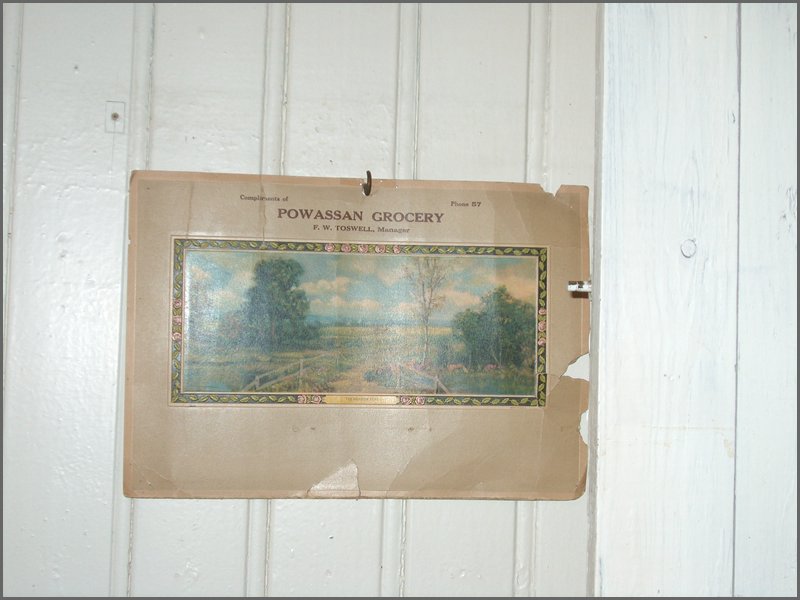 Compliments of
Phone 57
POWASSAN GROCERY
F. W. TOSWELL, Manager